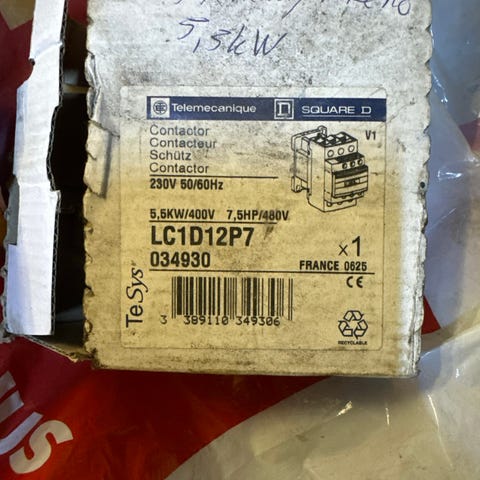 5,5kW
Telemecanique
SQUARE D
Contactor
Contacteur
Schütz
Contactor
230V 50/60Hz
V1
5,5KW/400V 7,5HP/480V
LC1D12P7
034930
x1
FRANCE 0625
CE
TeSys
3 389110 349306
RECYCLABLE